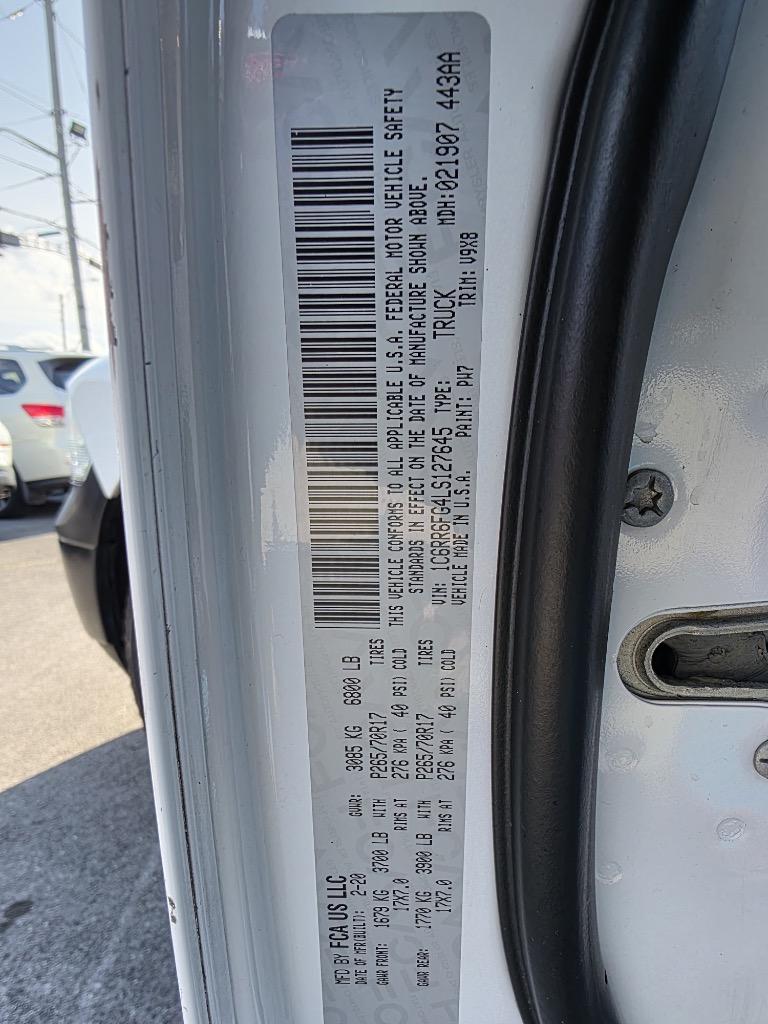 MFD BY FCA US LLC
DATE OF MFR(BUILT): 2-20 GVWR: 3085 KG 6800 LB
GAWR FRONT: 1679 KG 3700 LB WITH P265/70R17 TIRES
17X7.0 RIMS AT 276 KPA ( 40 PSI) COLD
GAWR REAR: 1770 KG 3900 LB WITH P265/70R17 TIRES
17X7.0 RIMS AT 276 KPA ( 40 PSI) COLD
THIS VEHICLE CONFORMS TO ALL APPLICABLE U.S.A. FEDERAL MOTOR VEHICLE SAFETY
STANDARDS IN EFFECT ON THE DATE OF MANUFACTURE SHOWN ABOVE.
VIN: 1C6RR6FG4LS127645 TYPE: TRUCK MDH:021907 443AA
VEHICLE MADE IN U.S.A. PAINT: PW7 TRIM: V9X8